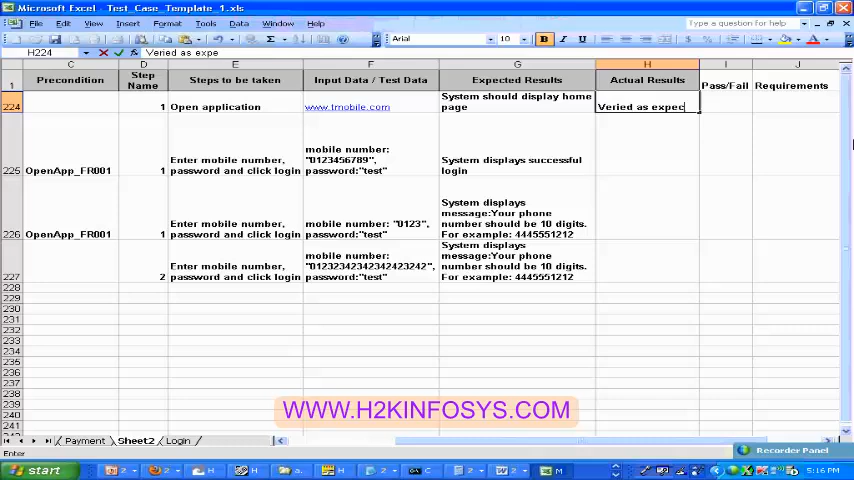 Microsoft Excel - Test_Case_Template_1.xls
File Edit View Insert Format Tools Data Window Help
Type a question for help
Arial 10
H224 Veried as expe
C D E F G H I J
1 Precondition Step Name Steps to be taken Input Data / Test Data Expected Results Actual Results Pass/Fail Requirements
224 1 Open application www.tmobile.com System should display home page Veried as expec
225 OpenApp_FR001 1 Enter mobile number, password and click login mobile number: "0123456789", password:"test" System displays successful login
226 OpenApp_FR001 1 Enter mobile number, password and click login mobile number: "0123", password:"test" System displays message:Your phone number should be 10 digits. For example: 4445551212
227 2 Enter mobile number, password and click login mobile number: "01232342342342423242", password:"test" System displays message:Your phone number should be 10 digits. For example: 4445551212
228
229
230
231
232
233
234
235
236
237
238
239
240
241
WWW.H2KINFOSYS.COM
Payment Sheet2 Login
Enter
Recorder Panel
start 5:16 PM